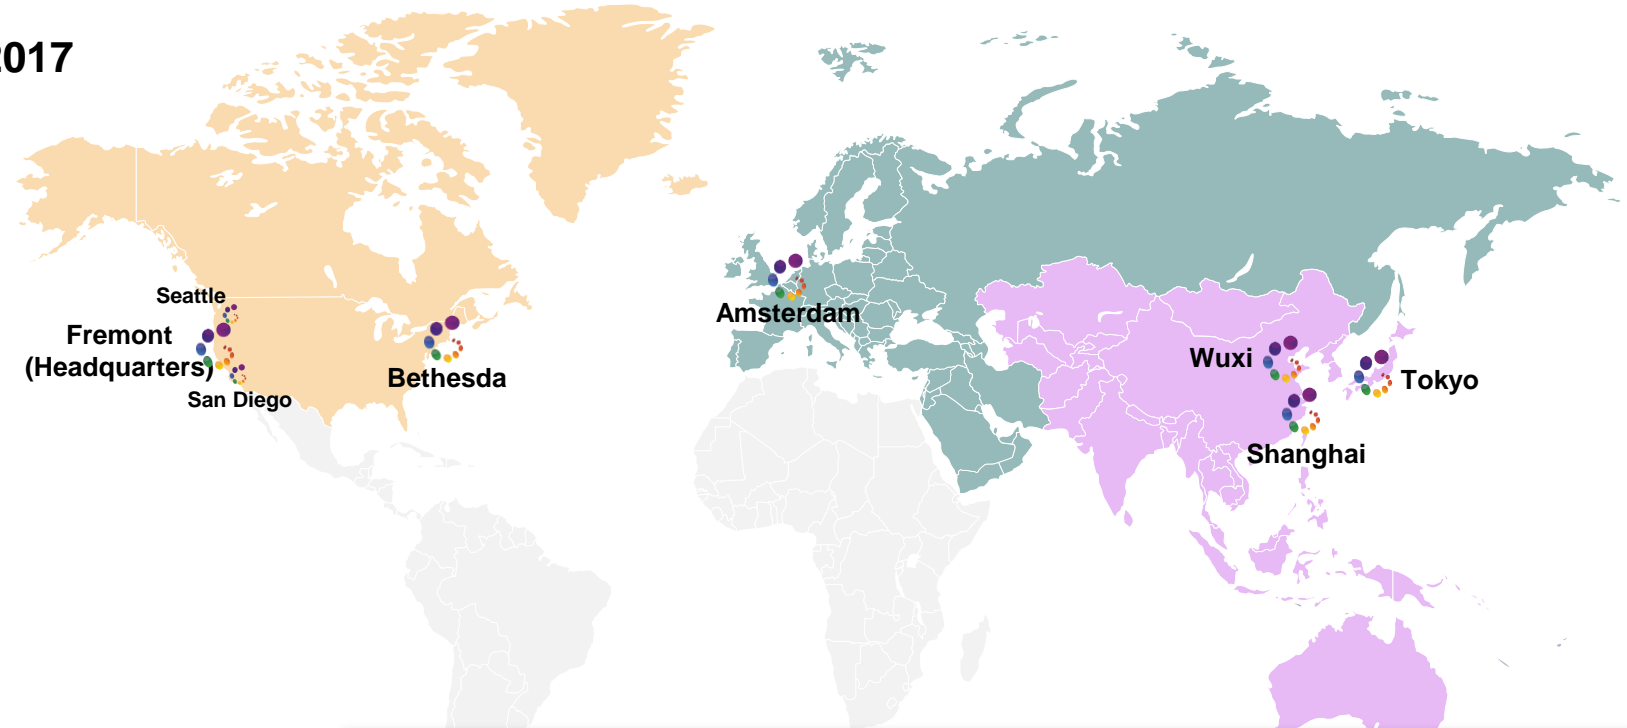 2017
Seattle
Fremont
(Headquarters)
San Diego
Bethesda
Amsterdam
Wuxi
Tokyo
Shanghai